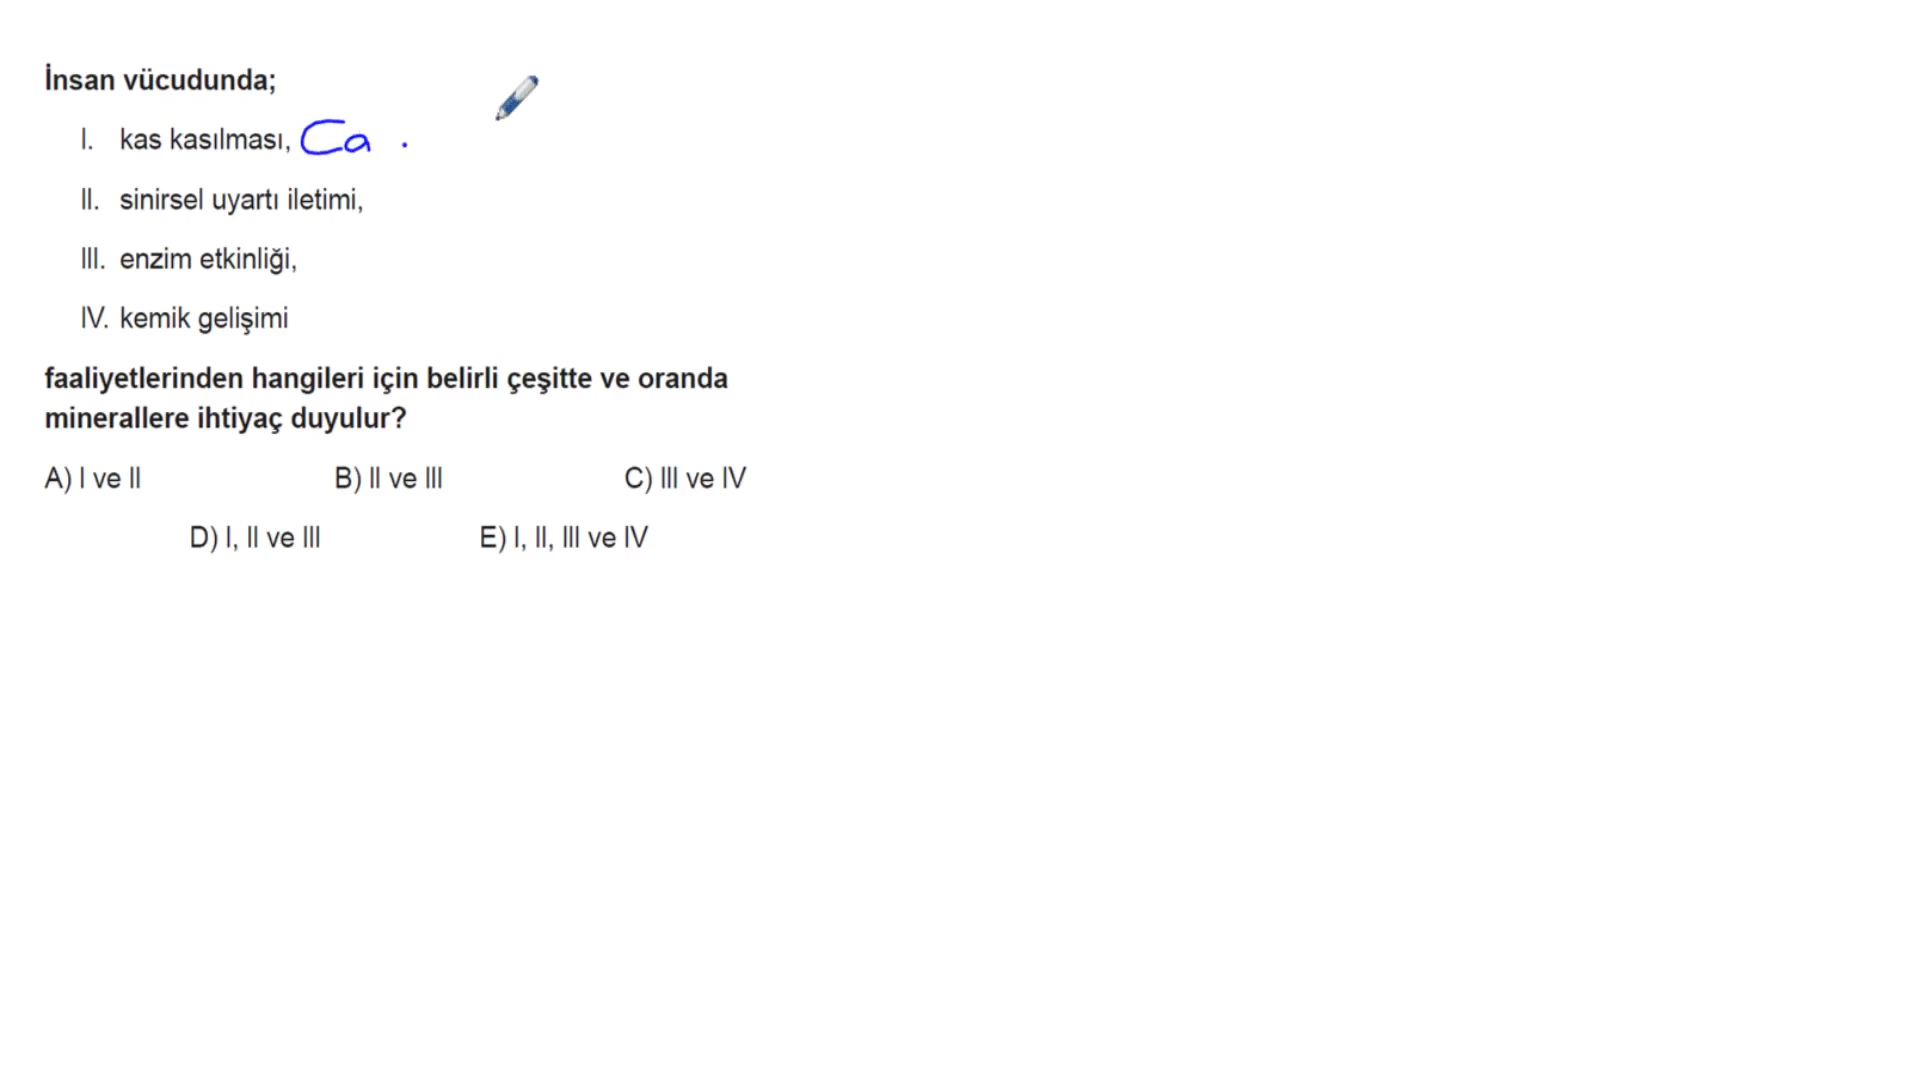 İnsan vücudunda;
I. kas kasılması, Ca .
II. sinirsel uyartı iletimi,
III. enzim etkinliği,
IV. kemik gelişimi
faaliyetlerinden hangileri için belirli çeşitte ve oranda
minerallere ihtiyaç duyulur?
A) I ve II B) II ve III C) III ve IV
D) I, II ve III E) I, II, III ve IV